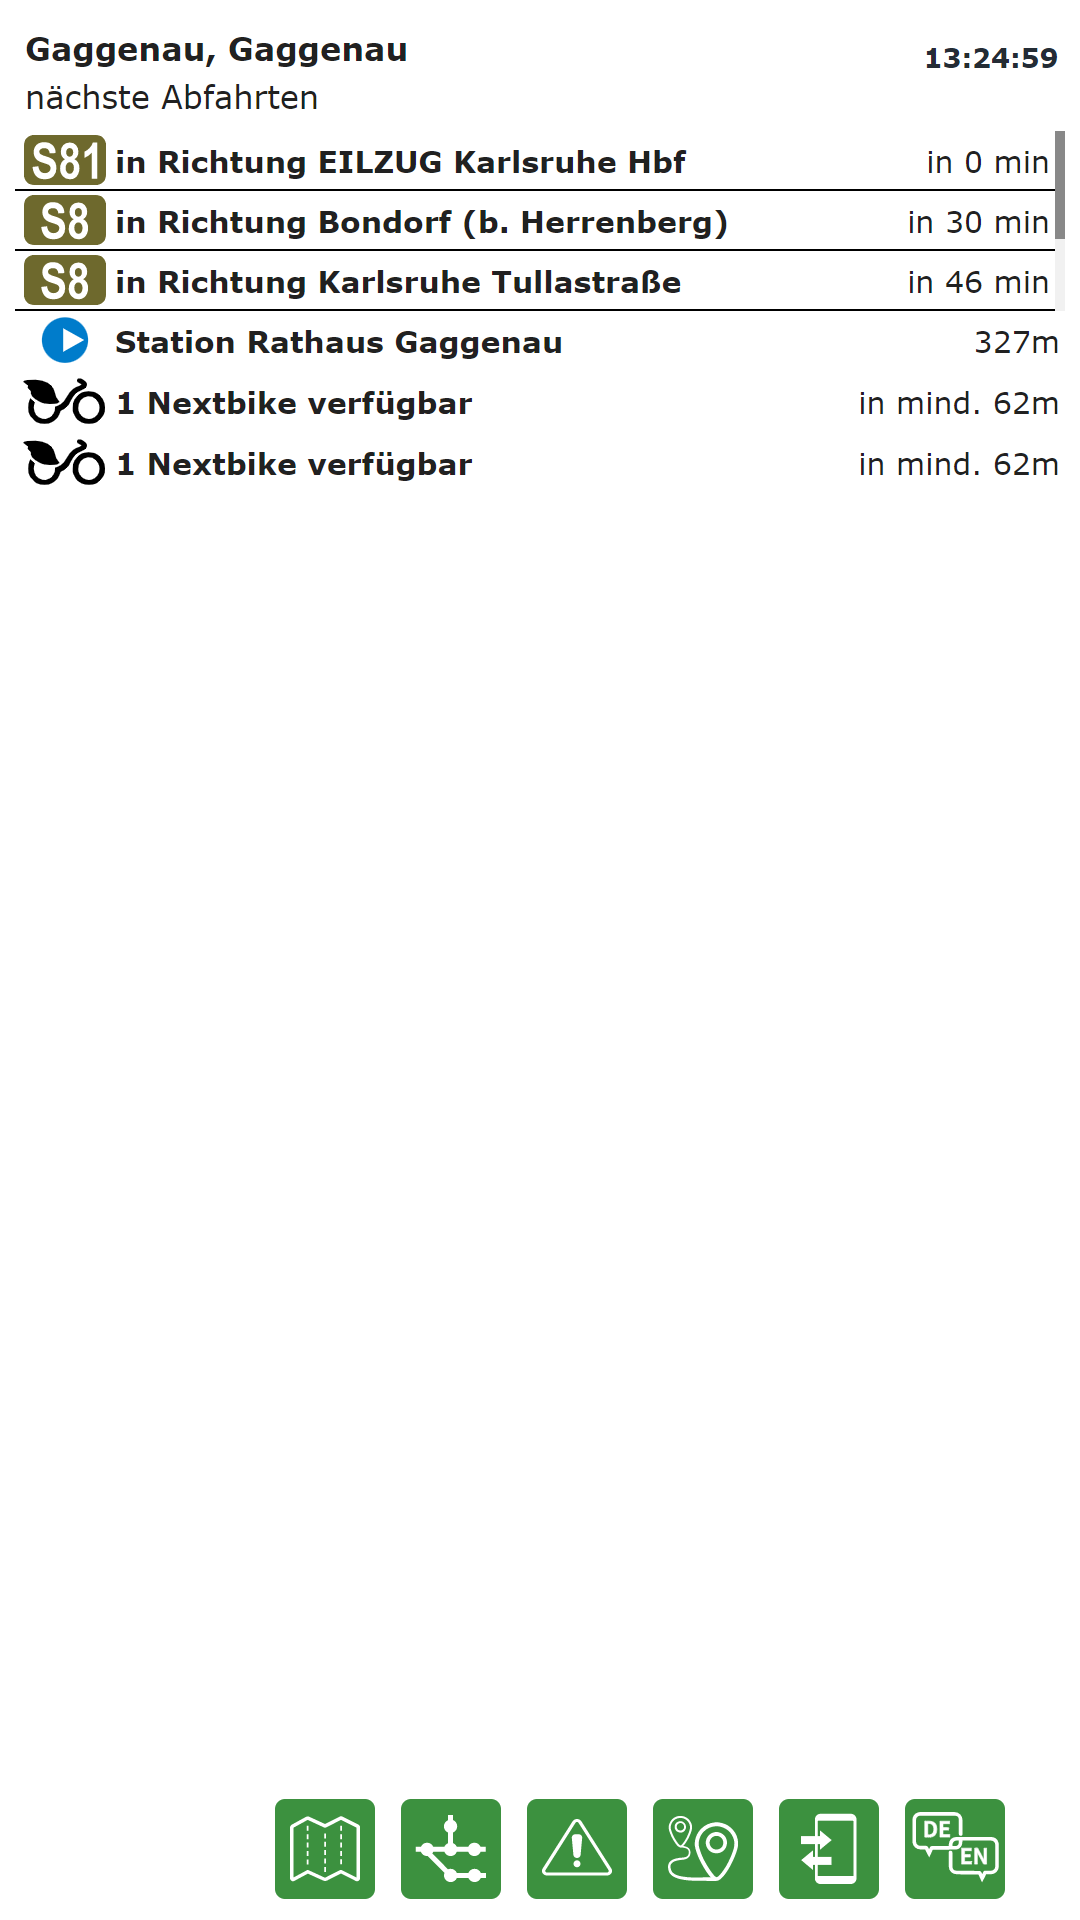 Gaggenau, Gaggenau
13:24:59
nächste Abfahrten
S81 in Richtung EILZUG Karlsruhe Hbf in 0 min
S8 in Richtung Bondorf (b. Herrenberg) in 30 min
S8 in Richtung Karlsruhe Tullastraße in 46 min
Station Rathaus Gaggenau 327m
1 Nextbike verfügbar in mind. 62m
1 Nextbike verfügbar in mind. 62m
DE
EN